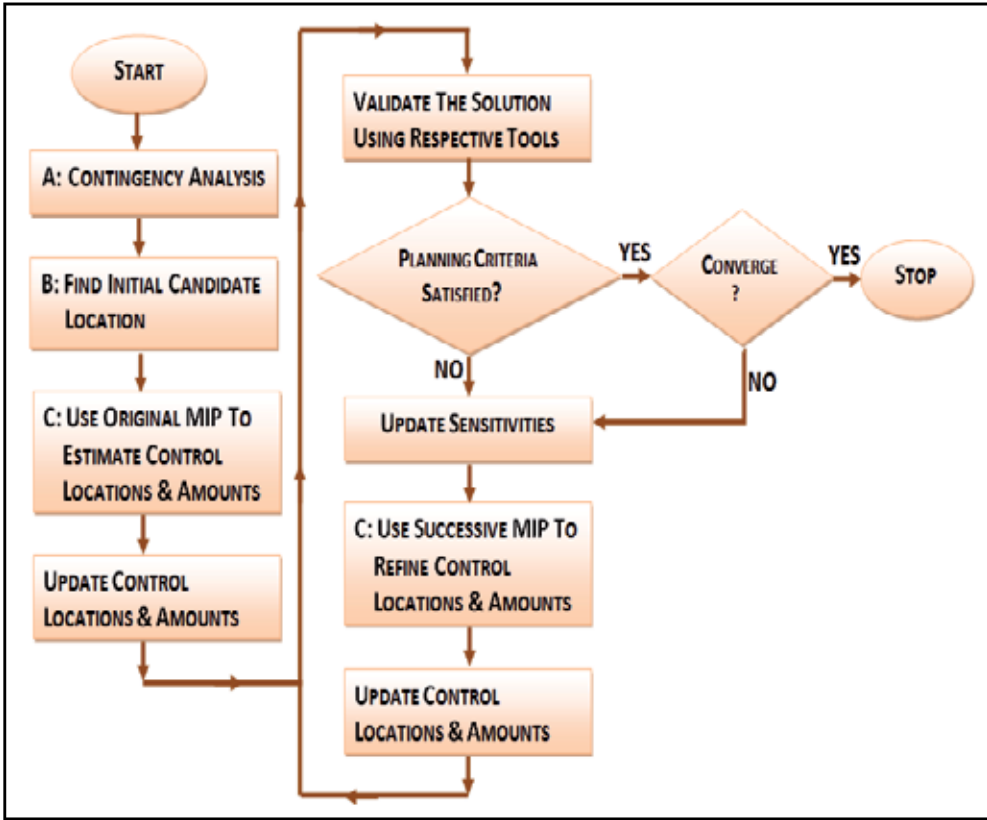 START
A: CONTINGENCY ANALYSIS
B: FIND INITIAL CANDIDATE
LOCATION
C: USE ORIGINAL MIP TO
ESTIMATE CONTROL
LOCATIONS & AMOUNTS
UPDATE CONTROL
LOCATIONS & AMOUNTS
VALIDATE THE SOLUTION
USING RESPECTIVE TOOLS
PLANNING CRITERIA
SATISFIED?
YES
CONVERGE
?
YES
STOP
NO
NO
UPDATE SENSITIVITIES
C: USE SUCCESSIVE MIP TO
REFINE CONTROL
LOCATIONS & AMOUNTS
UPDATE CONTROL
LOCATIONS & AMOUNTS